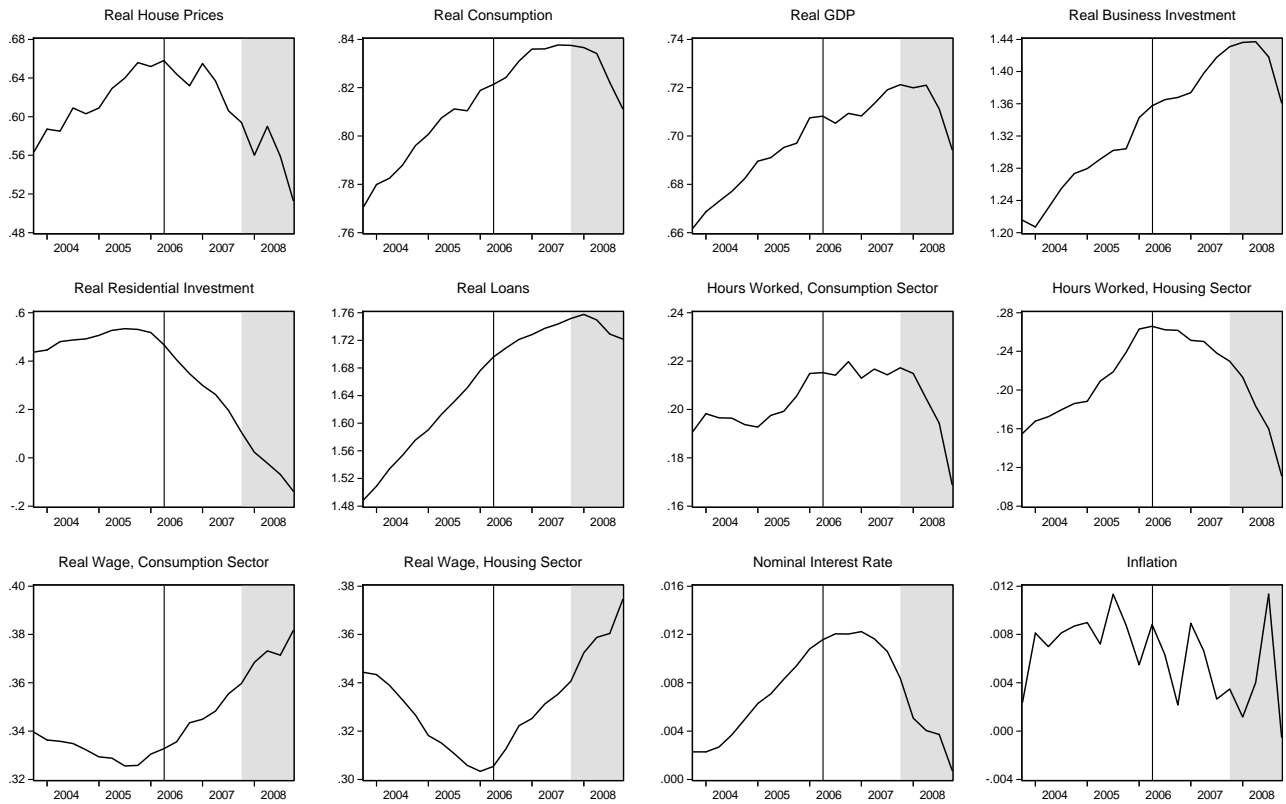 Real House Prices
.68
.64
.60
.56
.52
.48
2004 2005 2006 2007 2008
Real Consumption
.84
.82
.80
.78
.76
2004 2005 2006 2007 2008
Real GDP
.74
.72
.70
.68
.66
2004 2005 2006 2007 2008
Real Business Investment
1.44
1.40
1.36
1.32
1.28
1.24
1.20
2004 2005 2006 2007 2008
Real Residential Investment
.6
.4
.2
.0
-.2
2004 2005 2006 2007 2008
Real Loans
1.76
1.72
1.68
1.64
1.60
1.56
1.52
1.48
2004 2005 2006 2007 2008
Hours Worked, Consumption Sector
.24
.22
.20
.18
.16
2004 2005 2006 2007 2008
Hours Worked, Housing Sector
.28
.24
.20
.16
.12
.08
2004 2005 2006 2007 2008
Real Wage, Consumption Sector
.40
.38
.36
.34
.32
2004 2005 2006 2007 2008
Real Wage, Housing Sector
.38
.36
.34
.32
.30
2004 2005 2006 2007 2008
Nominal Interest Rate
.016
.012
.008
.004
.000
2004 2005 2006 2007 2008
Inflation
.012
.008
.004
.000
-.004
2004 2005 2006 2007 2008